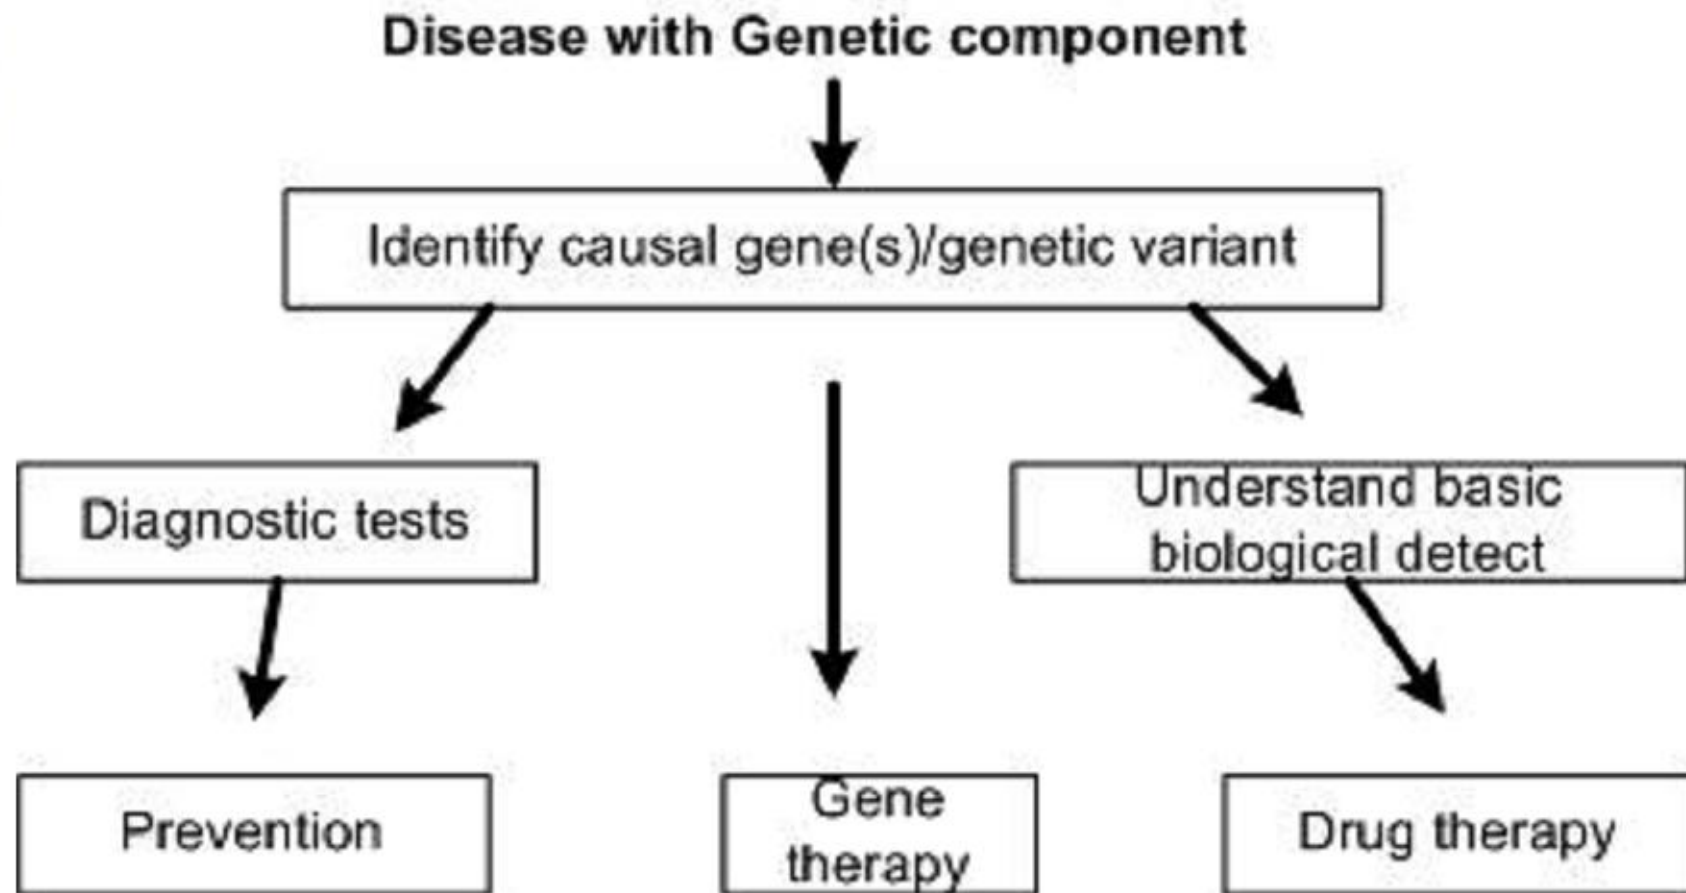 Disease with Genetic component
Identify causal gene(s)/genetic variant
Diagnostic tests
Understand basic
biological detect
Prevention
Gene
therapy
Drug therapy